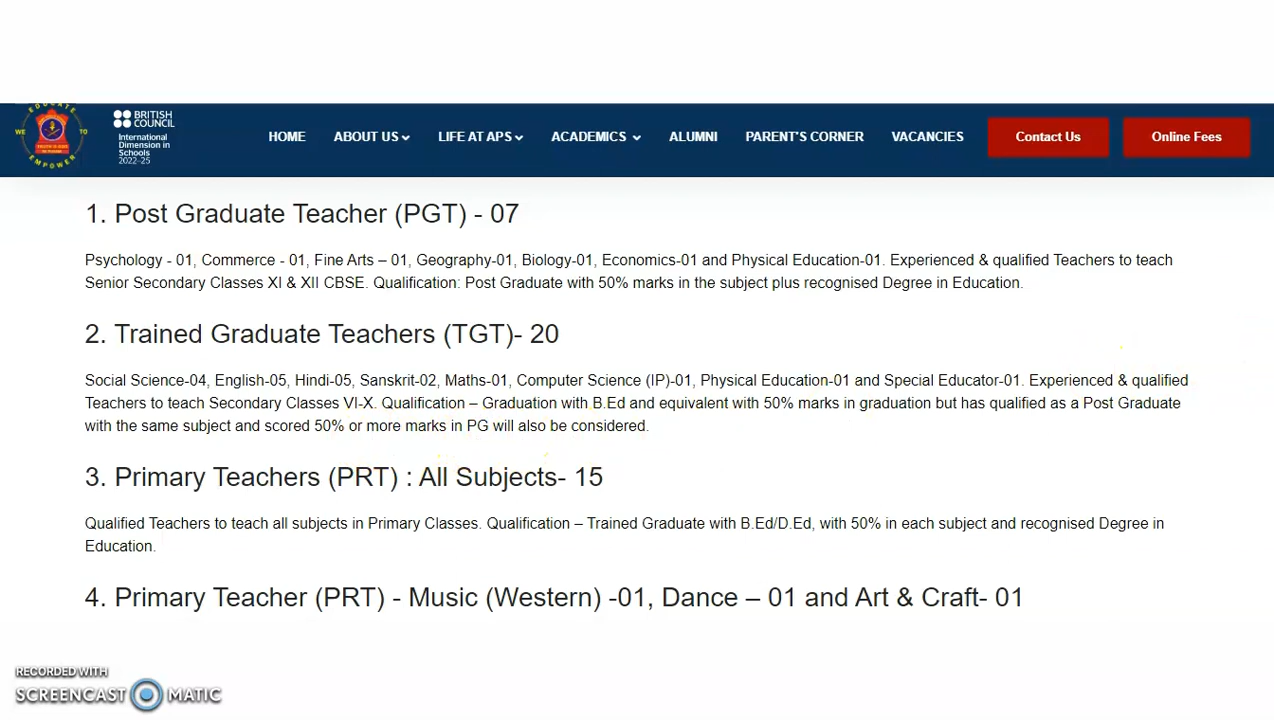 EDUCATE
WE TO
EMPOWER
BRITISH
COUNCIL
International
Dimension in
Schools
2022-25
HOME ABOUT US LIFE AT APS ACADEMICS ALUMNI PARENT'S CORNER VACANCIES Contact Us Online Fees
1. Post Graduate Teacher (PGT) - 07
Psychology - 01, Commerce - 01, Fine Arts – 01, Geography-01, Biology-01, Economics-01 and Physical Education-01. Experienced & qualified Teachers to teach
Senior Secondary Classes XI & XII CBSE. Qualification: Post Graduate with 50% marks in the subject plus recognised Degree in Education.
2. Trained Graduate Teachers (TGT)- 20
Social Science-04, English-05, Hindi-05, Sanskrit-02, Maths-01, Computer Science (IP)-01, Physical Education-01 and Special Educator-01. Experienced & qualified
Teachers to teach Secondary Classes VI-X. Qualification – Graduation with B.Ed and equivalent with 50% marks in graduation but has qualified as a Post Graduate
with the same subject and scored 50% or more marks in PG will also be considered.
3. Primary Teachers (PRT) : All Subjects- 15
Qualified Teachers to teach all subjects in Primary Classes. Qualification – Trained Graduate with B.Ed/D.Ed, with 50% in each subject and recognised Degree in
Education.
4. Primary Teacher (PRT) - Music (Western) -01, Dance – 01 and Art & Craft- 01
RECORDED WITH
SCREENCAST MATIC